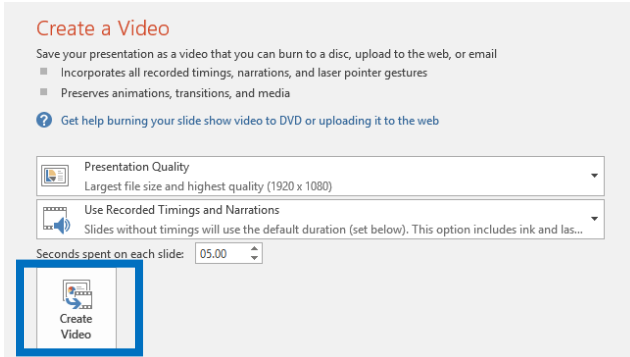 Create a Video
Save your presentation as a video that you can burn to a disc, upload to the web, or email
Incorporates all recorded timings, narrations, and laser pointer gestures
Preserves animations, transitions, and media
Get help burning your slide show video to DVD or uploading it to the web
Presentation Quality
Largest file size and highest quality (1920 x 1080)
Use Recorded Timings and Narrations
Slides without timings will use the default duration (set below). This option includes ink and las...
Seconds spent on each slide: 05.00
Create
Video